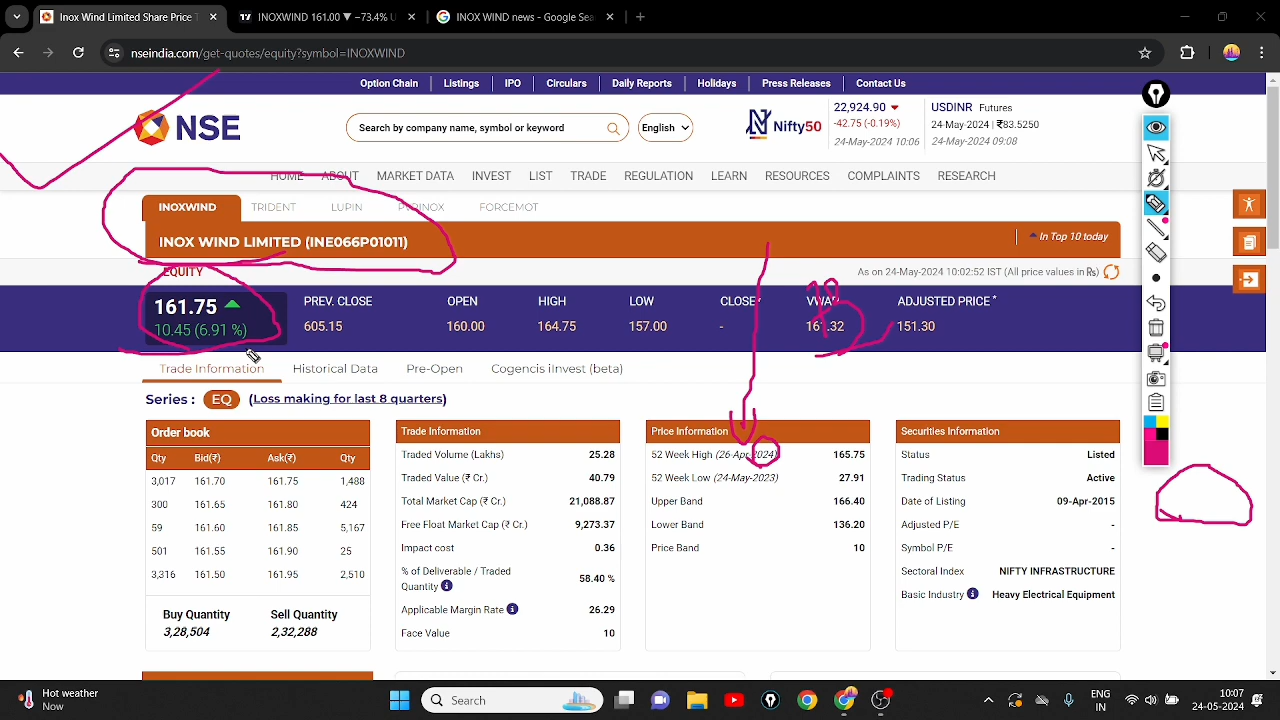 Inox Wind Limited Share Price T
INOXWIND 161.00 ▼ −73.4% U
INOX WIND news - Google Sea
nseindia.com/get-quotes/equity?symbol=INOXWIND
Option Chain Listings IPO Circulars Daily Reports Holidays Press Releases Contact Us
NSE
Search by company name, symbol or keyword
English
Nifty50
22,924.90
-42.75 (-0.19%)
24-May-2024 10:06
USDINR Futures
24-May-2024 | ₹83.5250
24-May-2024 09:08
HOME ABOUT MARKET DATA INVEST LIST TRADE REGULATION LEARN RESOURCES COMPLAINTS RESEARCH
INOXWIND TRIDENT LUPIN PVRINOX FORCEMOT
INOX WIND LIMITED (INE066P01011)
In Top 10 today
EQUITY
As on 24-May-2024 10:02:52 IST (All price values in ₨)
161.75
10.45 (6.91 %)
PREV. CLOSE OPEN HIGH LOW CLOSE* VWAP ADJUSTED PRICE *
605.15 160.00 164.75 157.00 - 161.32 151.30
Trade Information Historical Data Pre-Open Cogencis iInvest (beta)
Series : EQ (Loss making for last 8 quarters)
Order book
Qty Bid(₹) Ask(₹) Qty
3,017 161.70 161.75 1,488
300 161.65 161.80 424
59 161.60 161.85 5,167
501 161.55 161.90 25
3,316 161.50 161.95 2,510
Buy Quantity Sell Quantity
3,28,504 2,32,288
Trade Information
Traded Volume (Lakhs) 25.28
Traded Value (₹ Cr.) 40.79
Total Market Cap (₹ Cr.) 21,088.87
Free Float Market Cap (₹ Cr.) 9,273.37
Impact cost 0.36
% of Deliverable / Traded
Quantity 58.40 %
Applicable Margin Rate 26.29
Face Value 10
Price Information
52 Week High (26-Apr-2024) 165.75
52 Week Low (24-May-2023) 27.91
Upper Band 166.40
Lower Band 136.20
Price Band 10
Securities Information
Status Listed
Trading Status Active
Date of Listing 09-Apr-2015
Adjusted P/E -
Symbol P/E -
Sectoral Index NIFTY INFRASTRUCTURE
Basic Industry Heavy Electrical Equipment
Hot weather
Now
Search
ENG
IN
10:07
24-05-2024